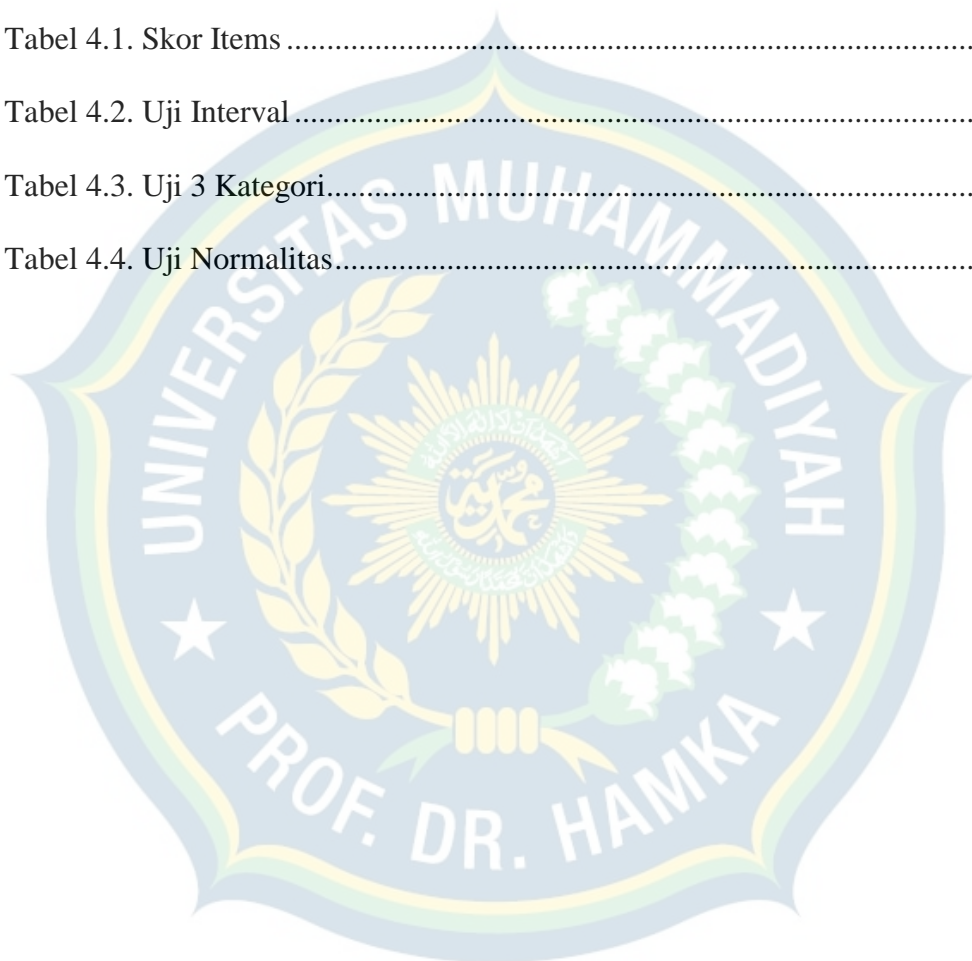 Tabel 4.1. Skor Items ........................................................................................
Tabel 4.2. Uji Interval ........................................................................................
Tabel 4.3. Uji 3 Kategori....................................................................................
Tabel 4.4. Uji Normalitas...................................................................................
UNIVERSITAS MUHAMMADIYAH
PROF. DR. HAMKA